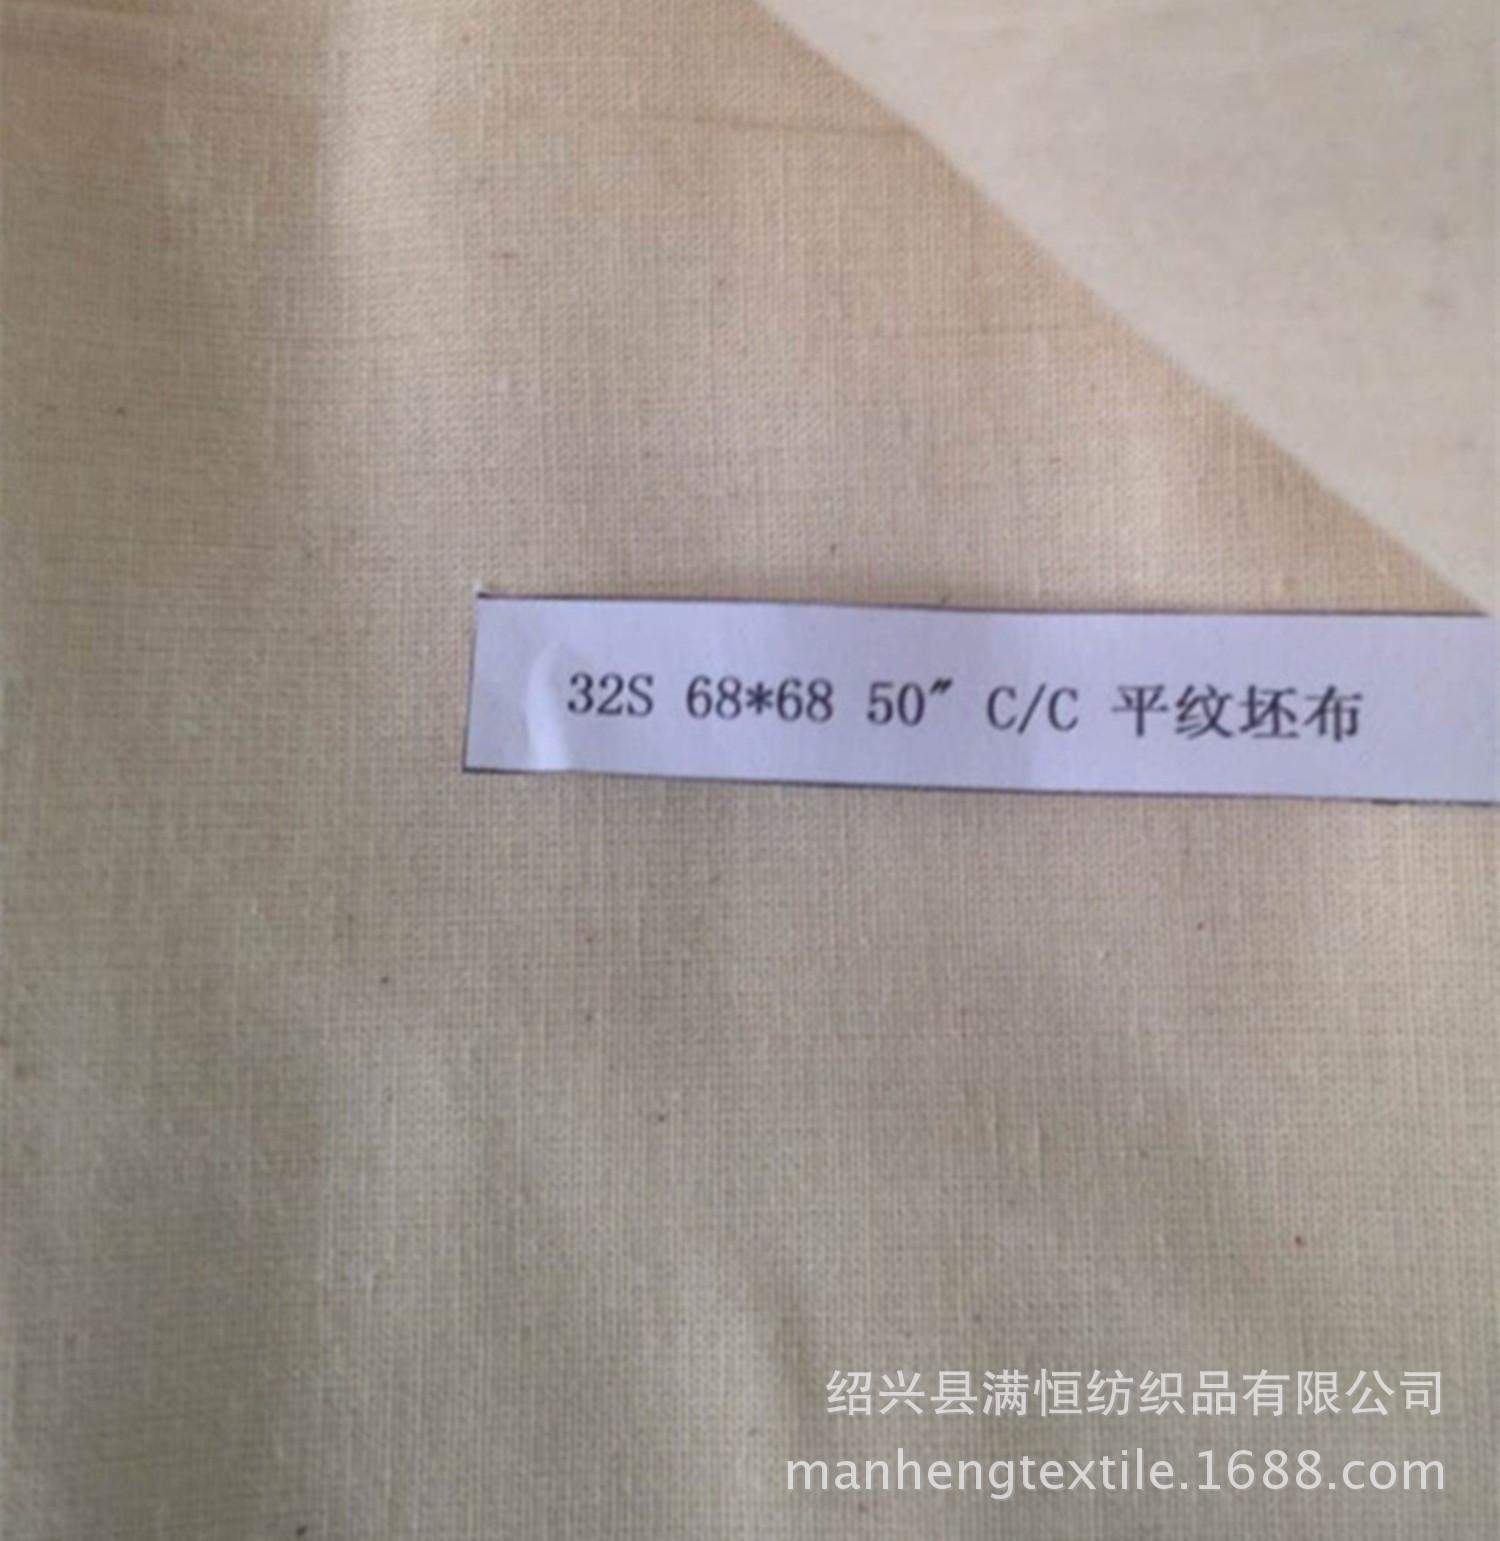 32S 68*68 50″ C/C 平纹坯布
绍兴县满恒纺织品有限公司
manhengtextile.1688.com